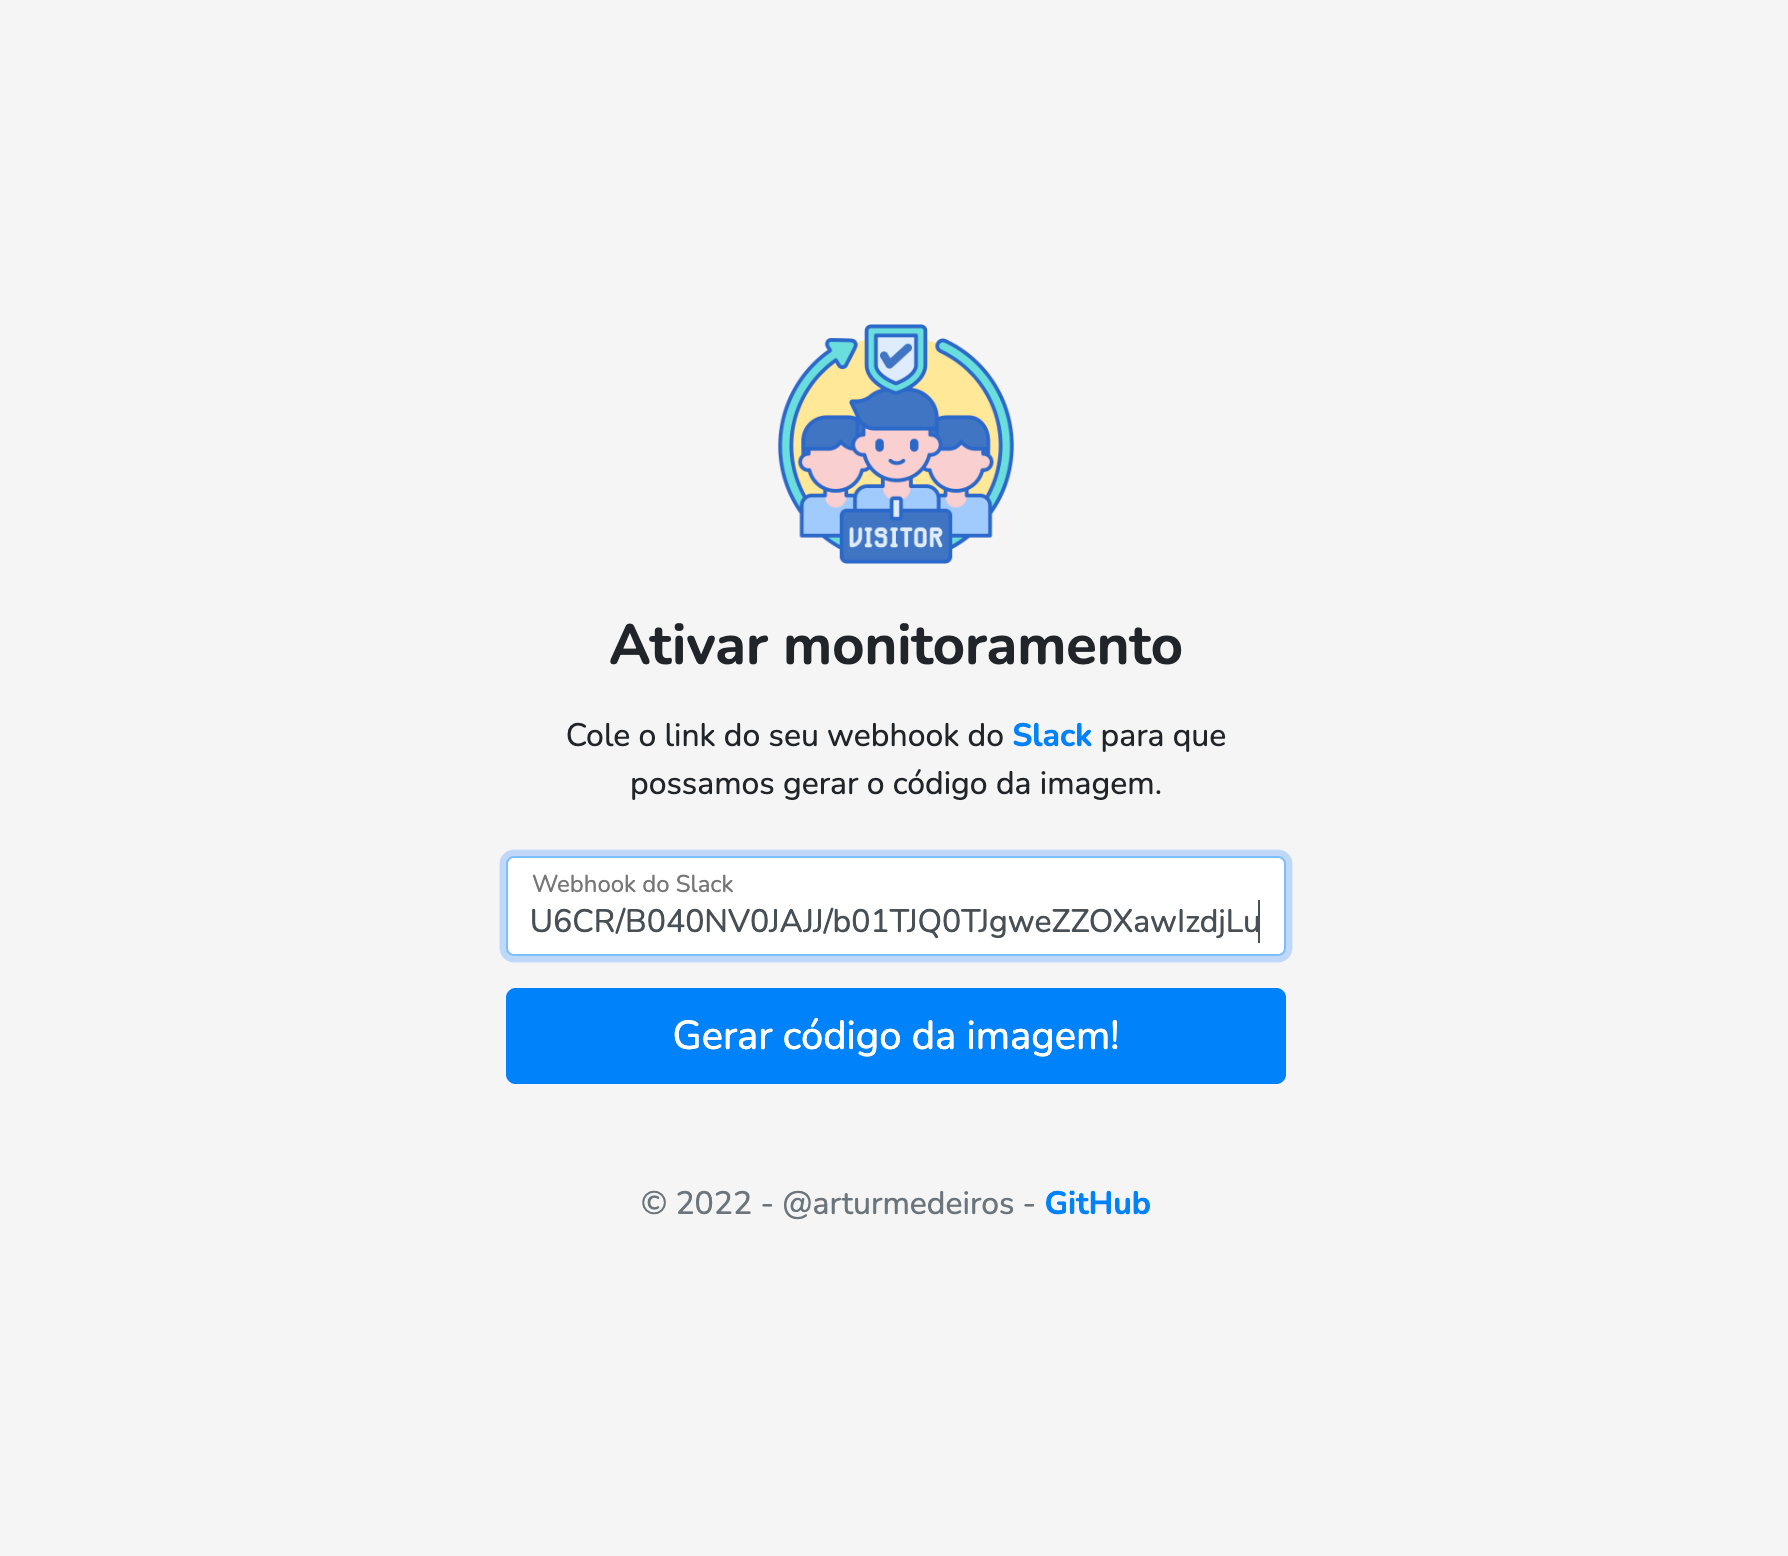 VISITOR
Ativar monitoramento
Cole o link do seu webhook do Slack para que
possamos gerar o código da imagem.
Webhook do Slack
U6CR/B040NV0JAJJ/b01TJQ0TJgweZZOXawIzdjLu
Gerar código da imagem!
© 2022 - @arturmedeiros - GitHub